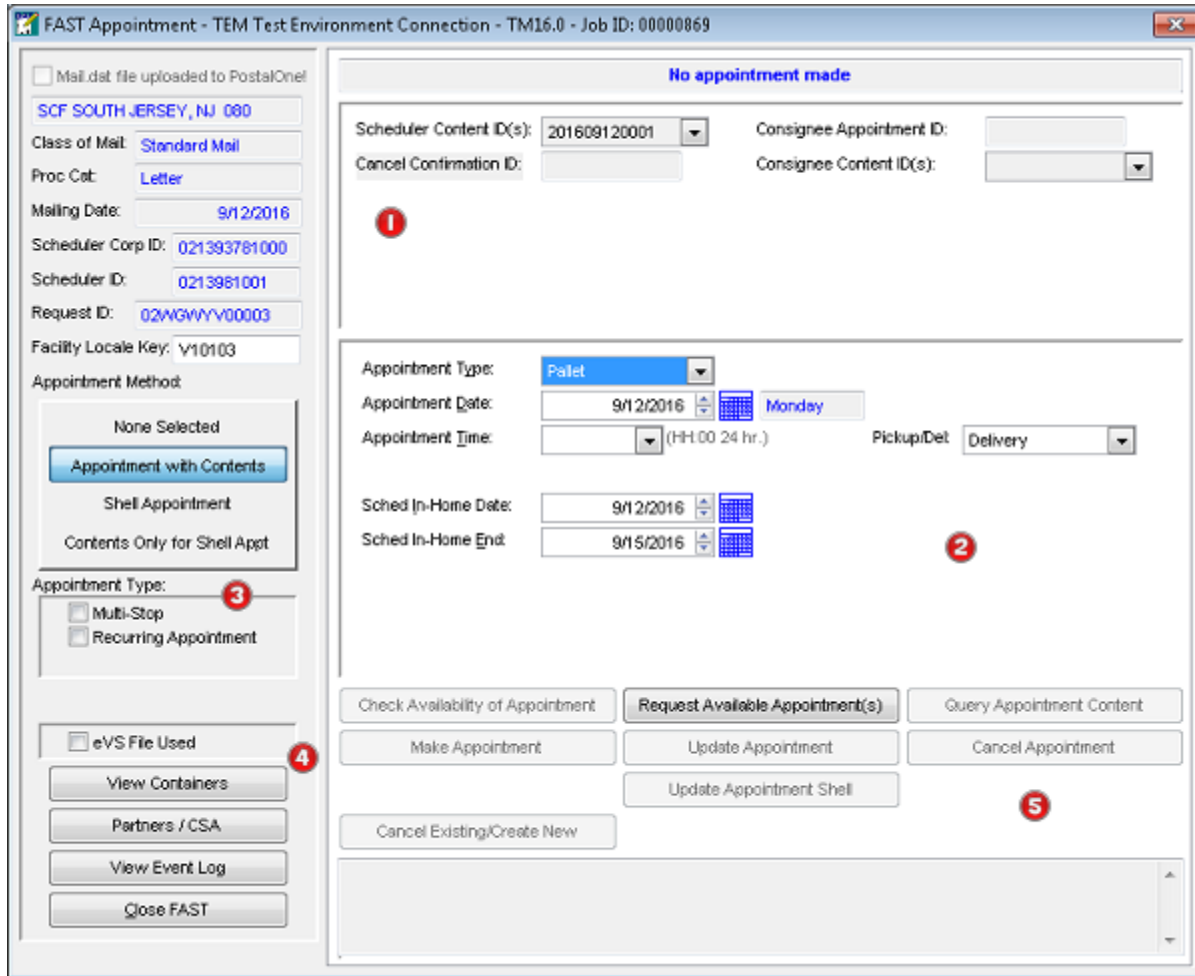 FAST Appointment - TEM Test Environment Connection - TM16.0 - Job ID: 00000869
Mail.dat file uploaded to PostalOne!
SCF SOUTH JERSEY, NJ 080
Class of Mail: Standard Mail
Proc Cat: Letter
Mailing Date: 9/12/2016
Scheduler Corp ID: 021393781000
Scheduler ID: 0213981001
Request ID: 02WGWYV00003
Facility Locale Key: V10103
Appointment Method:
None Selected
Appointment with Contents
Shell Appointment
Contents Only for Shell Appt
Appointment Type:
3
Multi-Stop
Recurring Appointment
eVS File Used
4
View Containers
Partners / CSA
View Event Log
Close FAST
No appointment made
Scheduler Content ID(s): 201609120001 Consignee Appointment ID:
Cancel Confirmation ID: Consignee Content ID(s):
1
Appointment Type: Pallet
Appointment Date: 9/12/2016 Monday
Appointment Time: (HH:00 24 hr.) Pickup/Del: Delivery
Sched In-Home Date: 9/12/2016
Sched In-Home End: 9/15/2016
2
Check Availability of Appointment Request Available Appointment(s) Query Appointment Content
Make Appointment Update Appointment Cancel Appointment
Update Appointment Shell
5
Cancel Existing/Create New